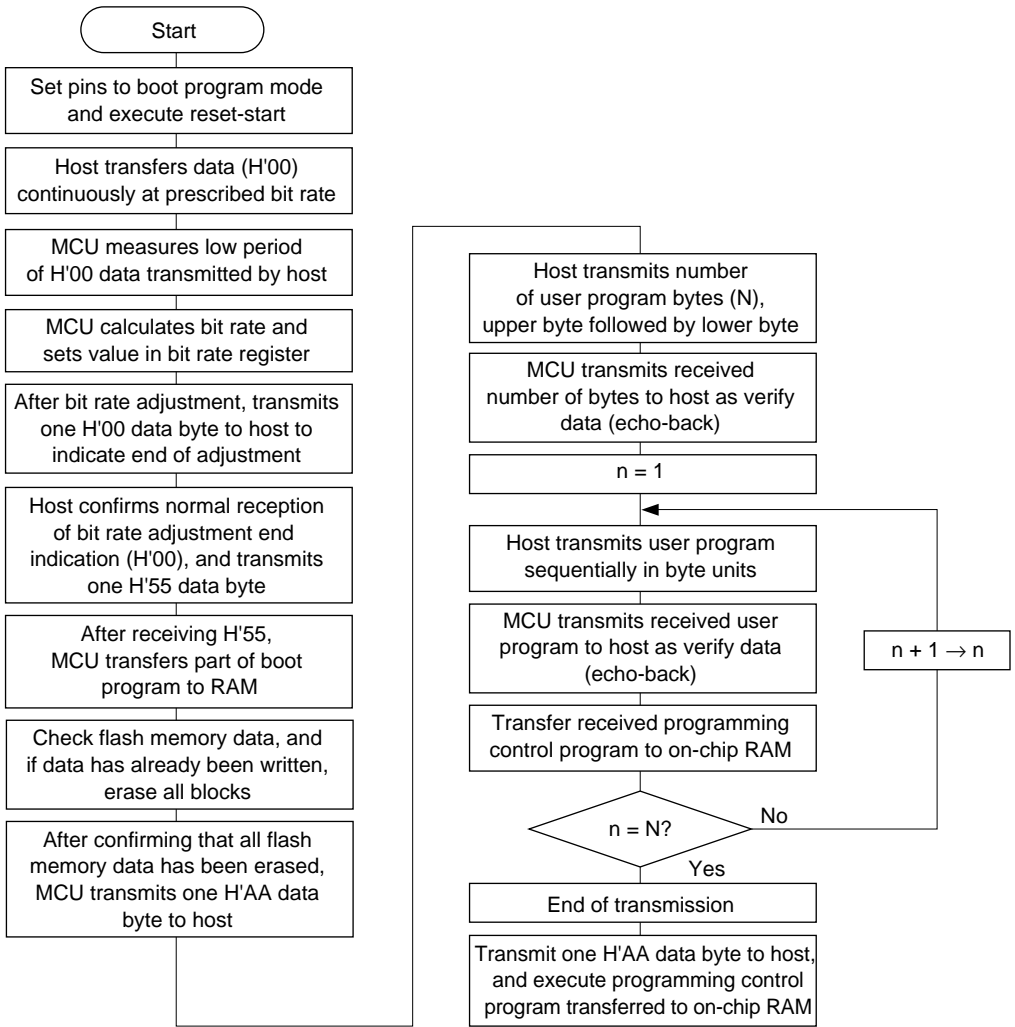 Start
Set pins to boot program mode
and execute reset-start
Host transfers data (H'00)
continuously at prescribed bit rate
MCU measures low period
of H'00 data transmitted by host
MCU calculates bit rate and
sets value in bit rate register
After bit rate adjustment, transmits
one H'00 data byte to host to
indicate end of adjustment
Host confirms normal reception
of bit rate adjustment end
indication (H'00), and transmits
one H'55 data byte
After receiving H'55,
MCU transfers part of boot
program to RAM
Check flash memory data, and
if data has already been written,
erase all blocks
After confirming that all flash
memory data has been erased,
MCU transmits one H'AA data
byte to host
Host transmits number
of user program bytes (N),
upper byte followed by lower byte
MCU transmits received
number of bytes to host as verify
data (echo-back)
n = 1
Host transmits user program
sequentially in byte units
MCU transmits received user
program to host as verify data
(echo-back)
n + 1 → n
Transfer received programming
control program to on-chip RAM
n = N?
No
Yes
End of transmission
Transmit one H'AA data byte to host,
and execute programming control
program transferred to on-chip RAM